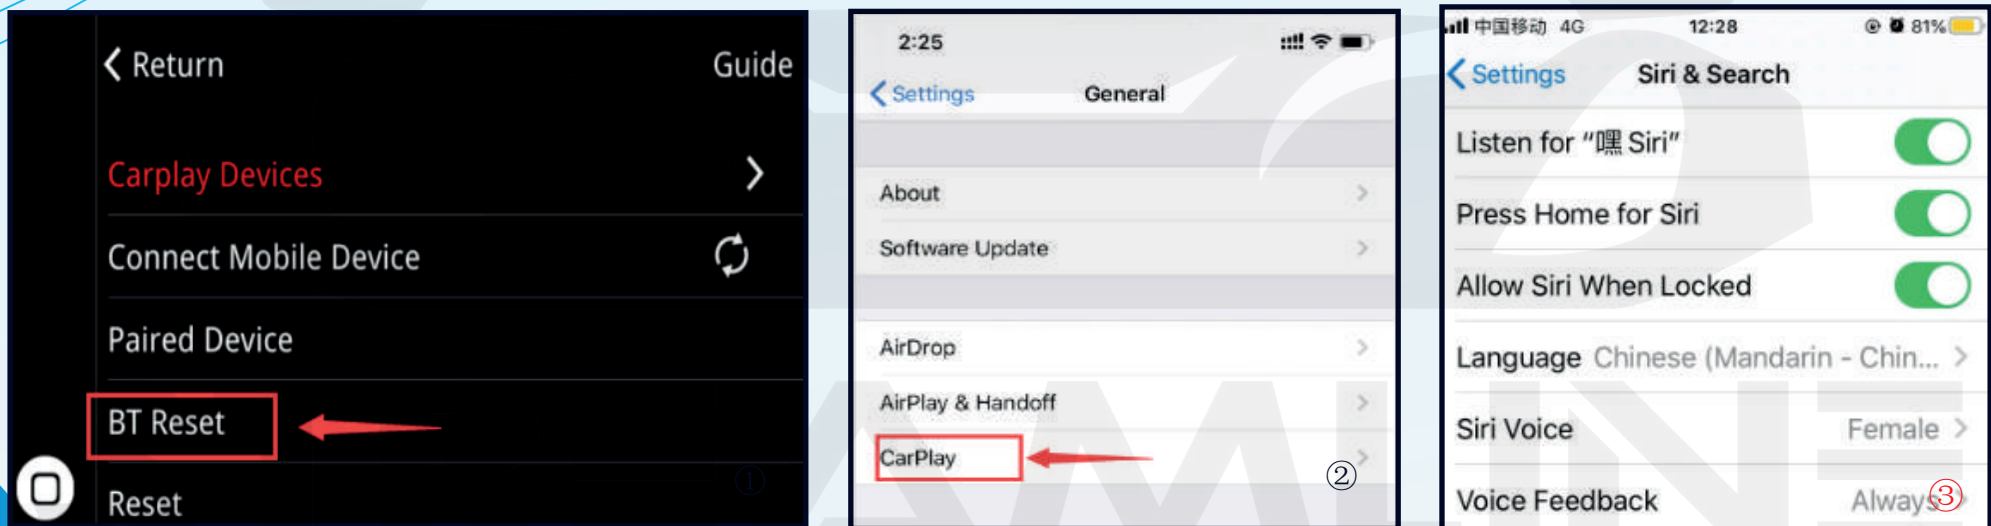 Return
Guide
Carplay Devices
Connect Mobile Device
Paired Device
BT Reset
Reset
①
2:25
Settings
General
About
Software Update
AirDrop
AirPlay & Handoff
CarPlay
②
中国移动 4G
12:28
81%
Settings
Siri & Search
Listen for “嘿 Siri”
Press Home for Siri
Allow Siri When Locked
Language Chinese (Mandarin - Chin...
Siri Voice Female
Voice Feedback Always
③